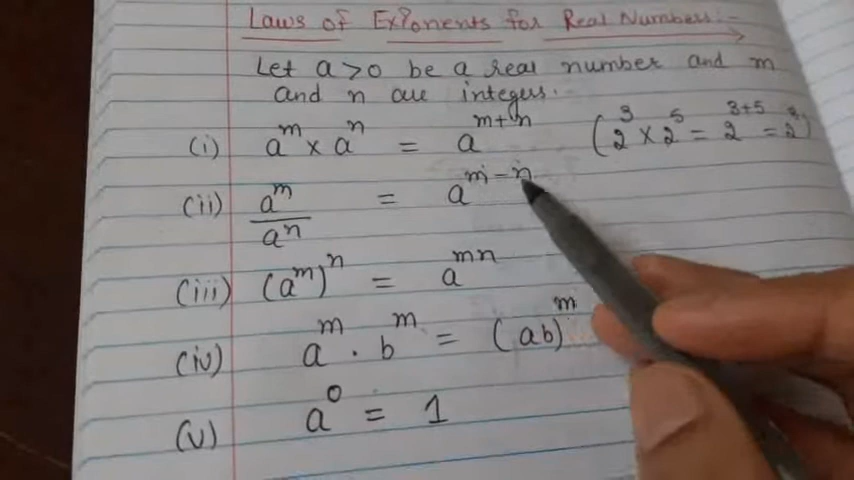 Laws of Exponents for Real Numbers:-
Let a>0 be a real number and m
and n are integers.
(i) a^m × a^n = a^{m+n} (2^3 × 2^5 = 2^{3+5} = 2^8)
(ii) a^m/a^n = a^{m-n}
(iii) (a^m)^n = a^{mn}
(iv) a^m · b^m = (ab)^m
(v) a^0 = 1